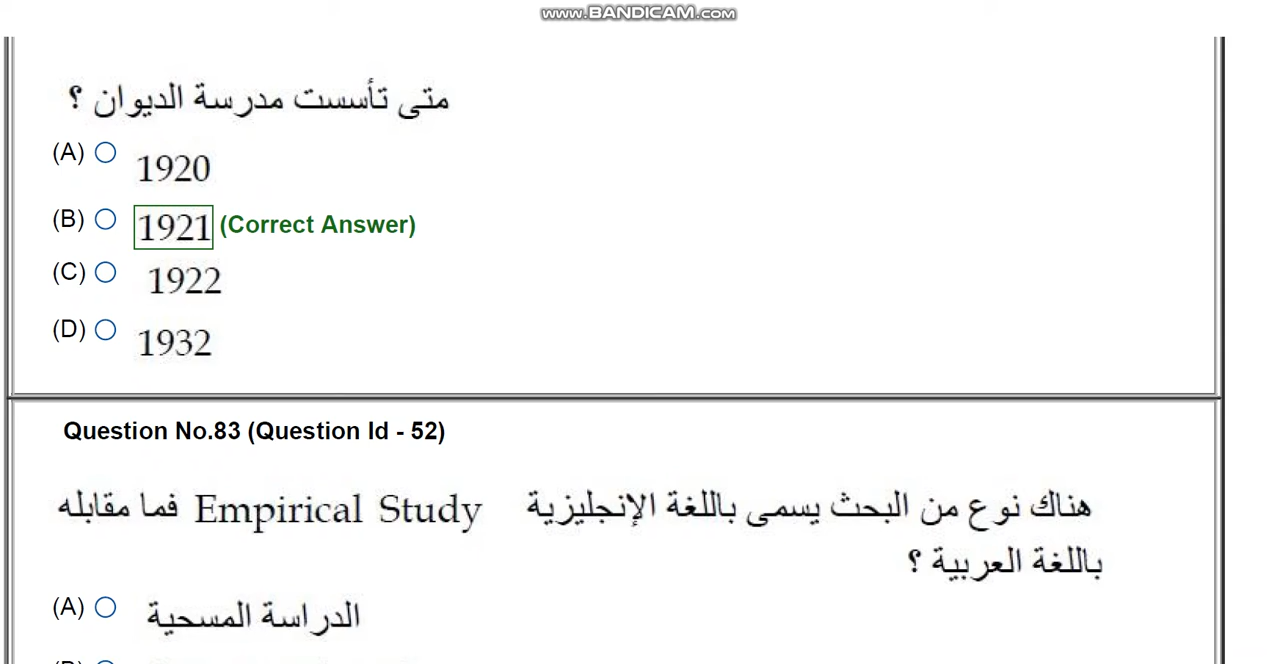 www.BANDICAM.com
متى تأسست مدرسة الديوان ؟
(A) 1920
(B) 1921 (Correct Answer)
(C) 1922
(D) 1932
Question No.83 (Question Id - 52)
هناك نوع من البحث يسمى باللغة الإنجليزية Empirical Study فما مقابله
باللغة العربية ؟
(A) الدراسة المسحية